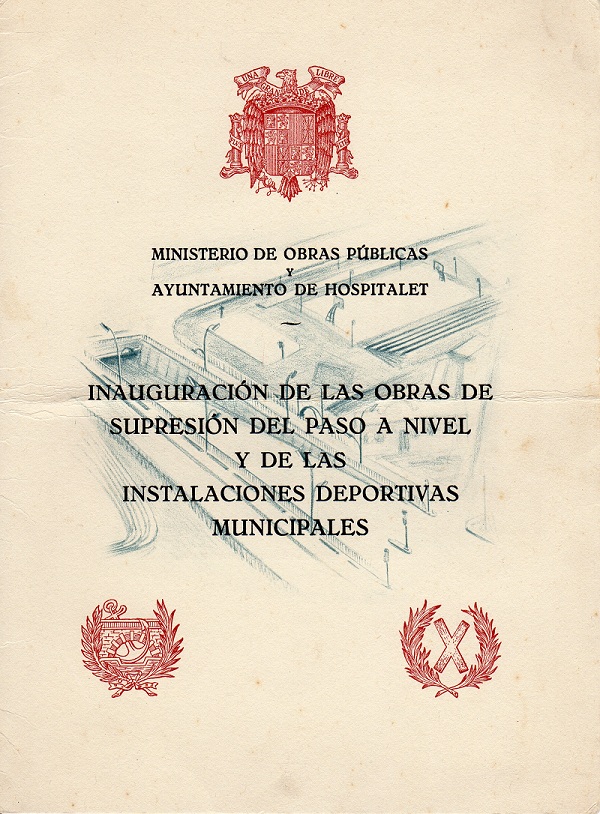 UNA GRANDE LIBRE
MINISTERIO DE OBRAS PÚBLICAS
Y
AYUNTAMIENTO DE HOSPITALET
INAUGURACIÓN DE LAS OBRAS DE
SUPRESIÓN DEL PASO A NIVEL
Y DE LAS
INSTALACIONES DEPORTIVAS
MUNICIPALES